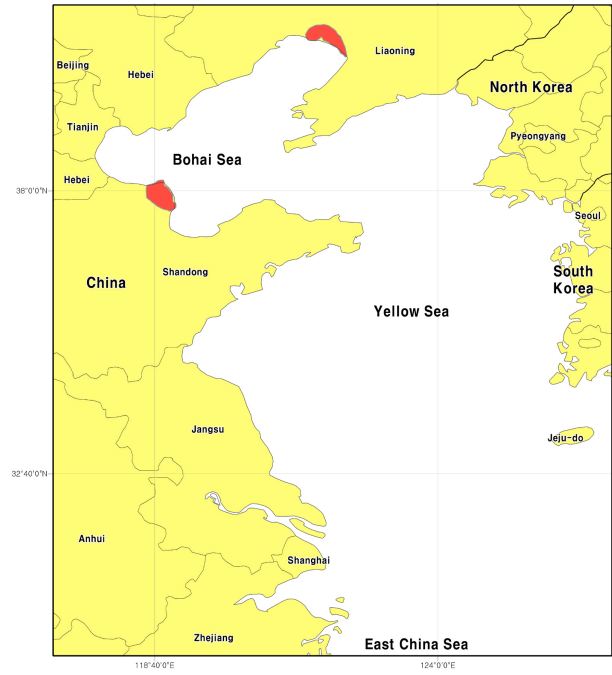 Liaoning
Beijing
Hebei
North Korea
Tianjin
Pyeongyang
Bohai Sea
Hebei
38°0'0"N
Seoul
Shandong
South
Korea
China
Yellow Sea
Jangsu
Jeju-do
32°40'0"N
Anhui
Shanghai
Zhejiang
East China Sea
118°40'0"E
124°0'0"E